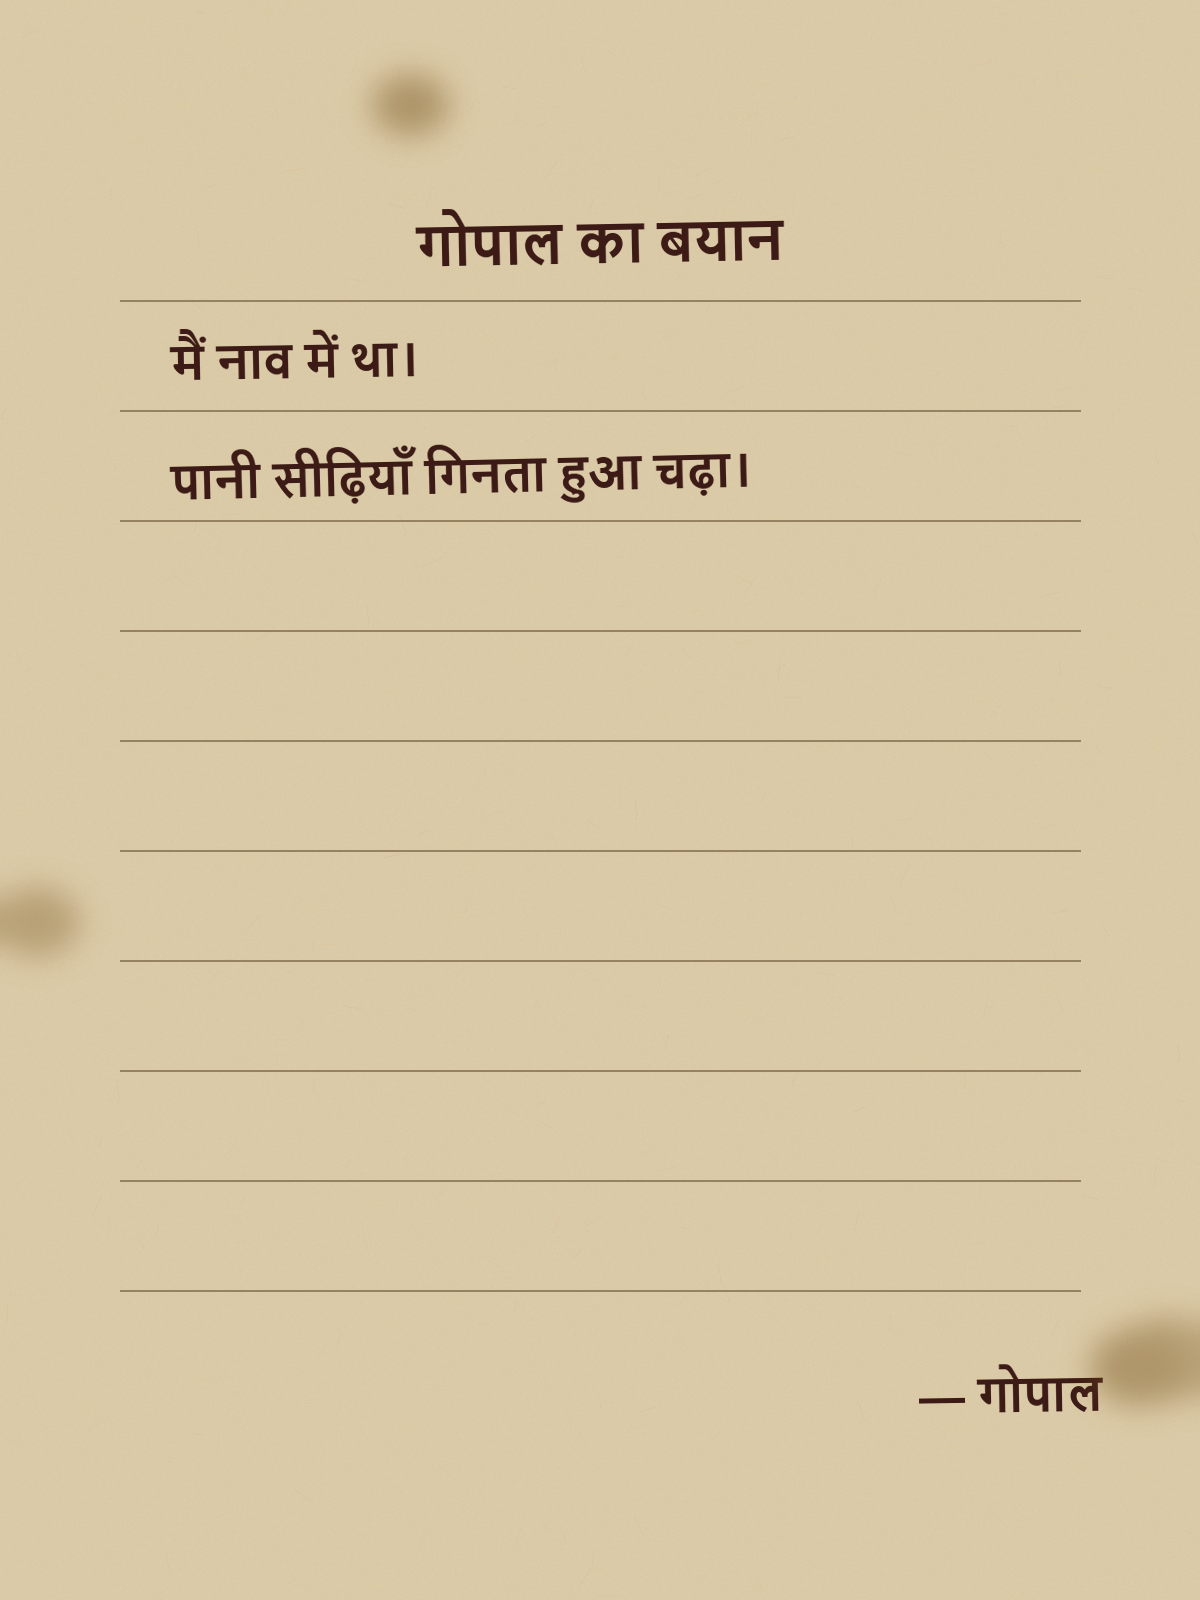 गोपाल का बयान
मैं नाव में था।
पानी सीढ़ियाँ गिनता हुआ चढ़ा।
— गोपाल